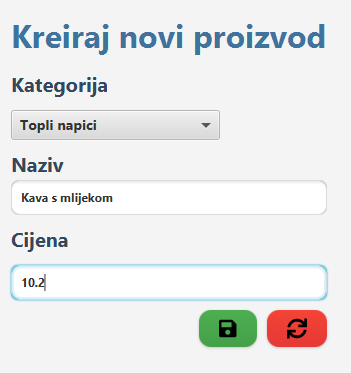 Kreiraj novi proizvod
Kategorija
Topli napici
Naziv
Kava s mlijekom
Cijena
10.2